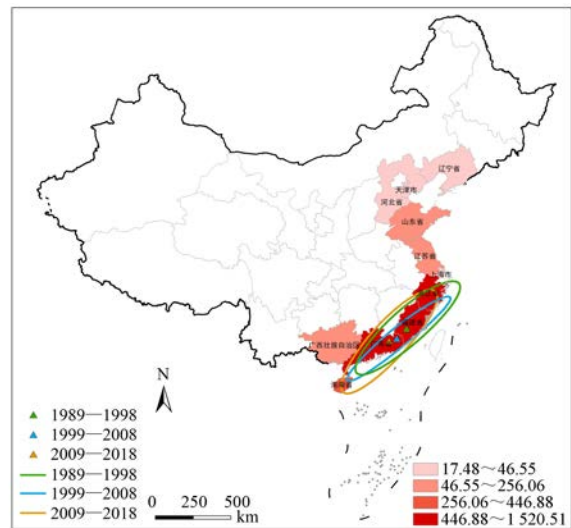 辽宁省
天津市
河北省
山东省
江苏省
上海市
广西壮族自治区
海南省
N
1989—1998
1999—2008
2009—2018
1989—1998
1999—2008
2009—2018
0 250 500
km
17.48～46.55
46.55～256.06
256.06～446.88
446.88～1 520.51